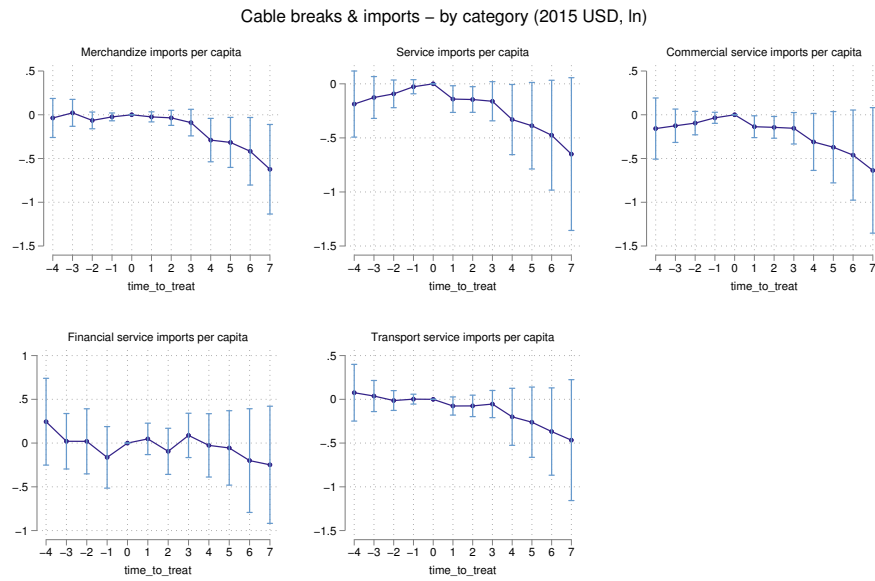 Cable breaks & imports – by category (2015 USD, ln)
Merchandize imports per capita
.5
0
−.5
−1
−1.5
−4 −3 −2 −1 0 1 2 3 4 5 6 7
time_to_treat
Service imports per capita
0
−.5
−1
−1.5
−4 −3 −2 −1 0 1 2 3 4 5 6 7
time_to_treat
Commercial service imports per capita
.5
0
−.5
−1
−1.5
−4 −3 −2 −1 0 1 2 3 4 5 6 7
time_to_treat
Financial service imports per capita
1
.5
0
−.5
−1
−4 −3 −2 −1 0 1 2 3 4 5 6 7
time_to_treat
Transport service imports per capita
.5
0
−.5
−1
−1.5
−4 −3 −2 −1 0 1 2 3 4 5 6 7
time_to_treat